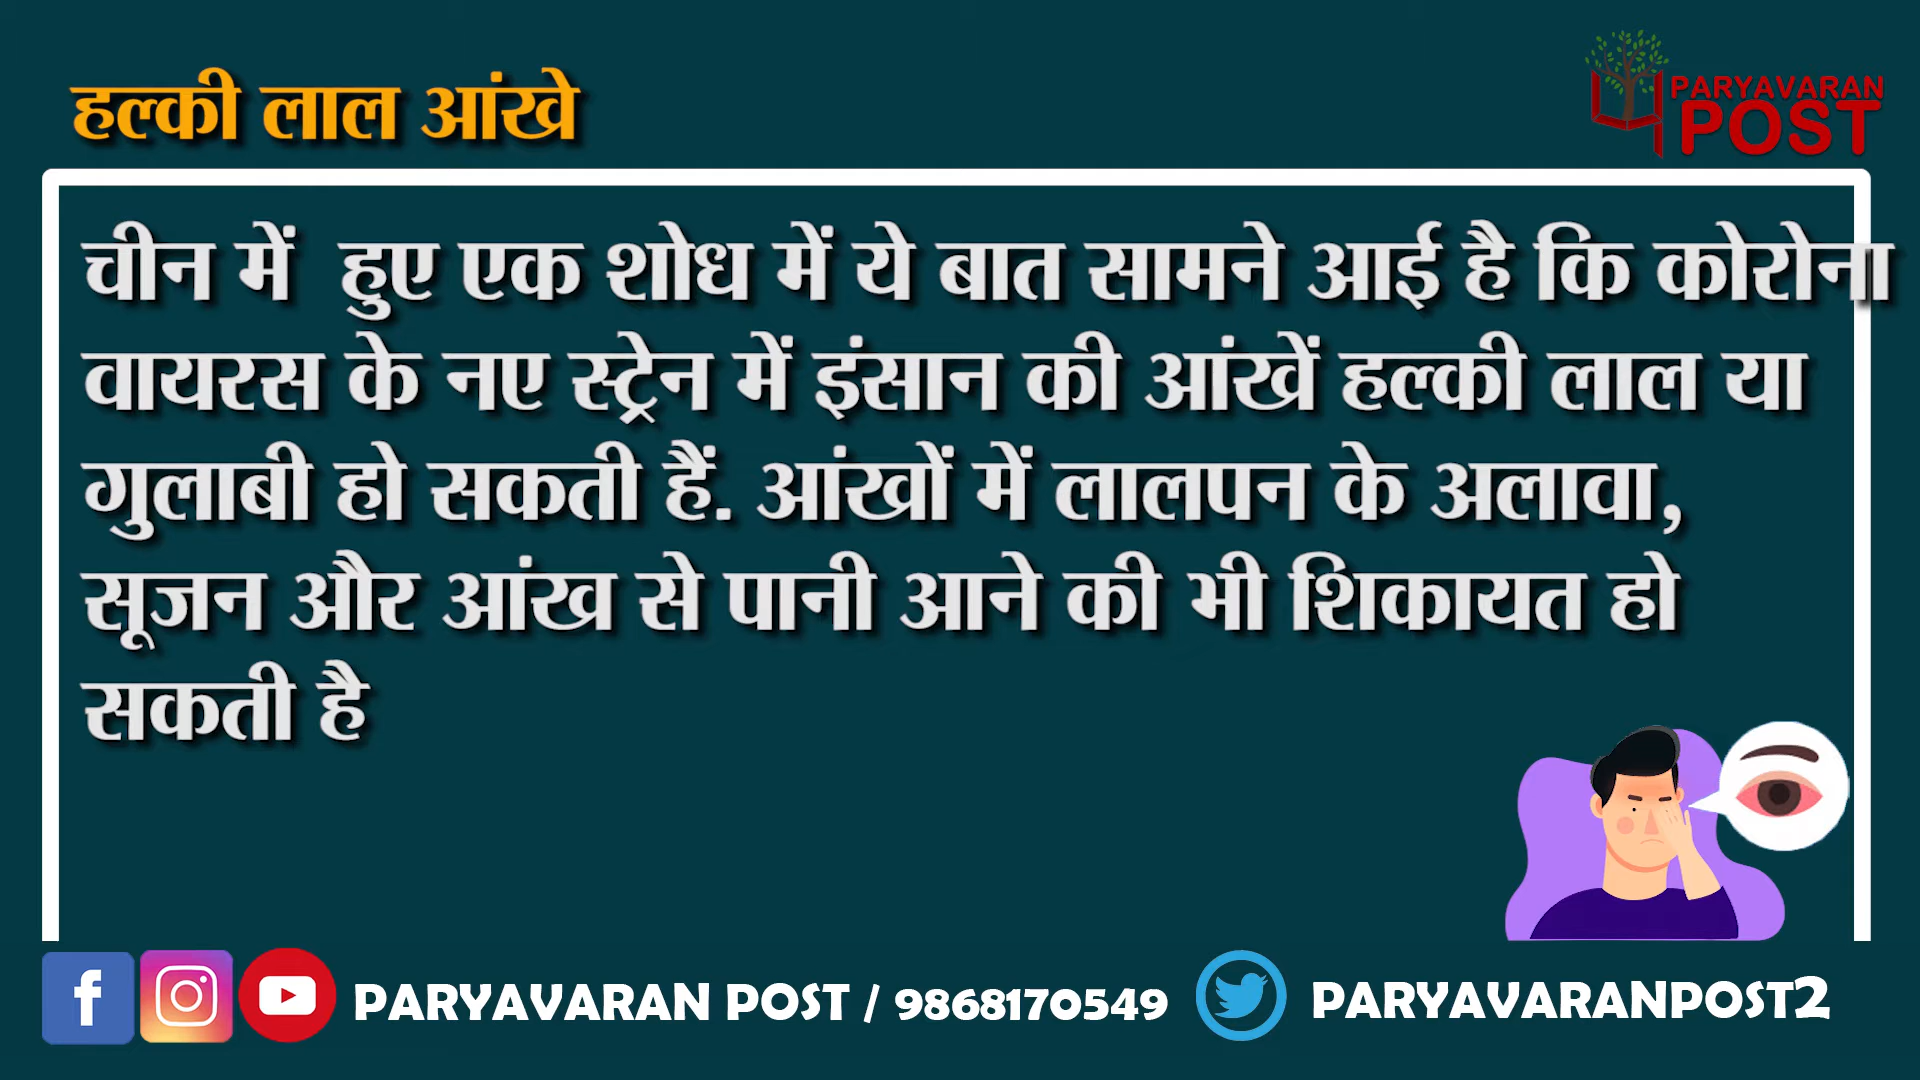 हल्की लाल आंखे
PARYAVARAN
POST
चीन में हुए एक शोध में ये बात सामने आई है कि कोरोना
वायरस के नए स्ट्रेन में इंसान की आंखें हल्की लाल या
गुलाबी हो सकती हैं. आंखों में लालपन के अलावा,
सूजन और आंख से पानी आने की भी शिकायत हो
सकती है
PARYAVARAN POST / 9868170549
PARYAVARANPOST2